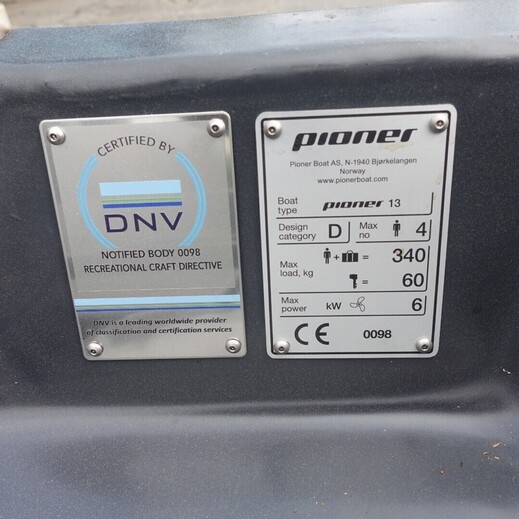 CERTIFIED BY
DNV
NOTIFIED BODY 0098
RECREATIONAL CRAFT DIRECTIVE
DNV is a leading worldwide provider
of classification and certification services
pioner
Pioner Boat AS, N-1940 Bjørkelangen
Norway
www.pionerboat.com
Boat type pioner 13
Design category D Max no 4
Max load, kg + = 340
= 60
Max power kW 6
CE 0098